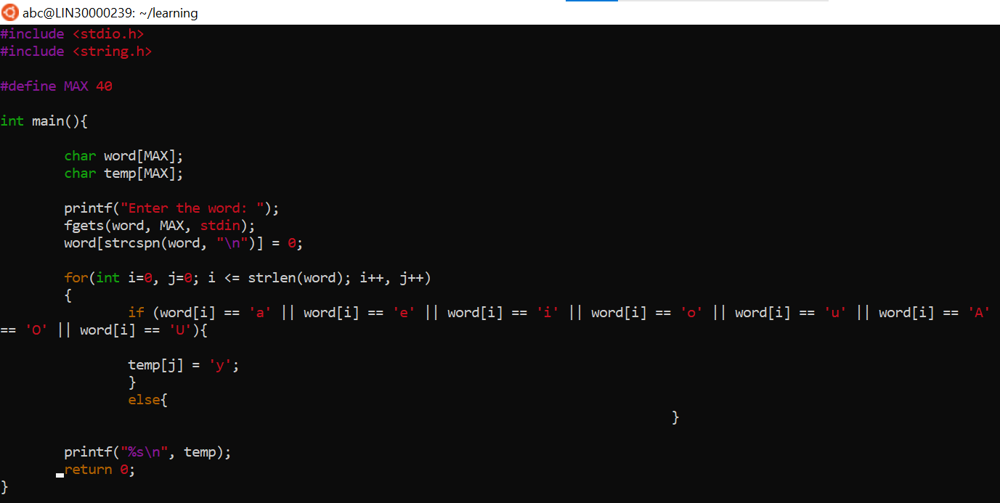 abc@LIN30000239: ~/learning
#include <stdio.h>
#include <string.h>
#define MAX 40
int main(){
char word[MAX];
char temp[MAX];
printf("Enter the word: ");
fgets(word, MAX, stdin);
word[strcspn(word, "\n")] = 0;
for(int i=0, j=0; i <= strlen(word); i++, j++)
{
if (word[i] == 'a' || word[i] == 'e' || word[i] == 'i' || word[i] == 'o' || word[i] == 'u' || word[i] == 'A'
== 'O' || word[i] == 'U'){
temp[j] = 'y';
}
else{
}
printf("%s\n", temp);
return 0;
}